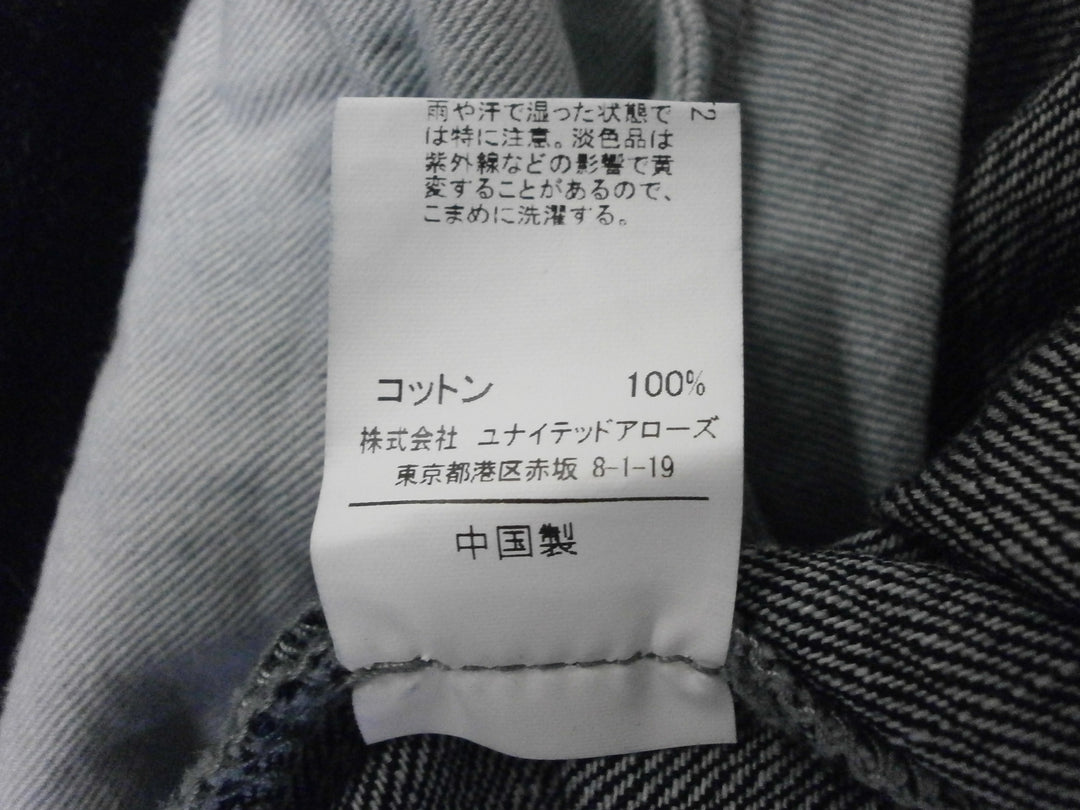 雨や汗で湿った状態で
は特に注意。淡色品は
紫外線などの影響で黄
変することがあるので、
こまめに洗濯する。
2
コットン 100%
株式会社 ユナイテッドアローズ
東京都港区赤坂 8-1-19
中国製